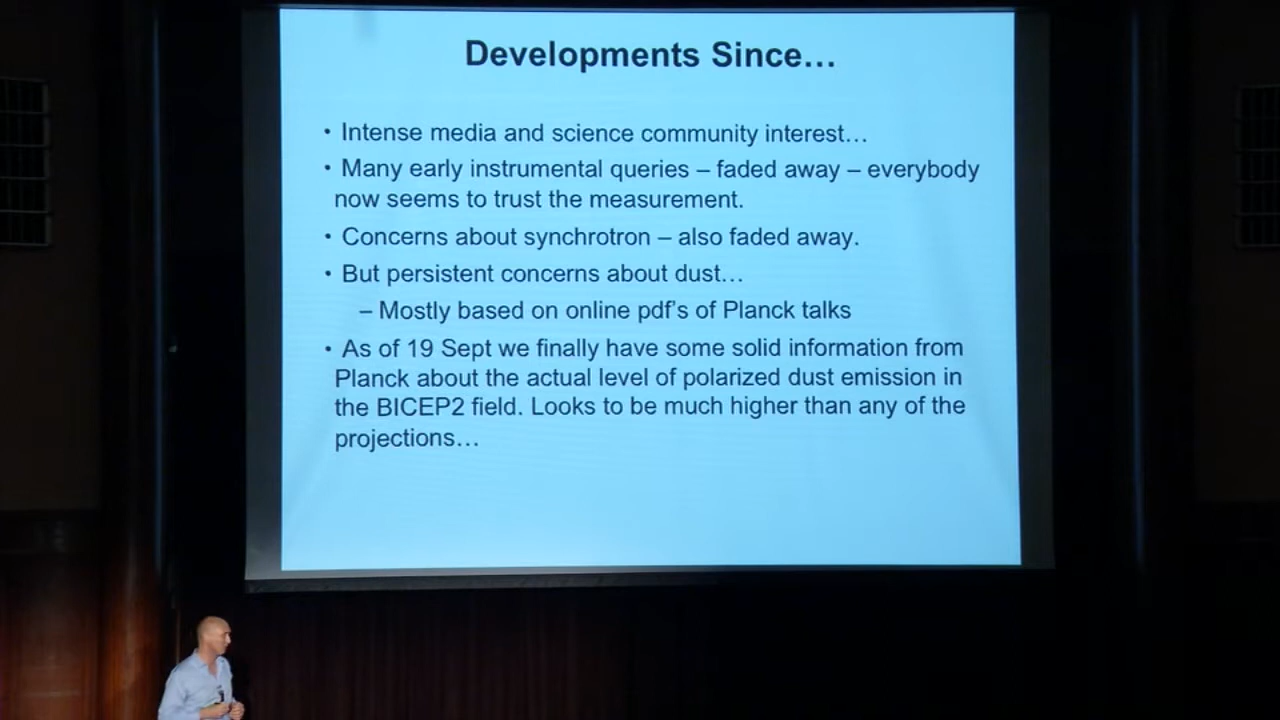 Developments Since…
• Intense media and science community interest…
• Many early instrumental queries – faded away – everybody
now seems to trust the measurement.
• Concerns about synchrotron – also faded away.
• But persistent concerns about dust…
– Mostly based on online pdf's of Planck talks
• As of 19 Sept we finally have some solid information from
Planck about the actual level of polarized dust emission in
the BICEP2 field. Looks to be much higher than any of the
projections…